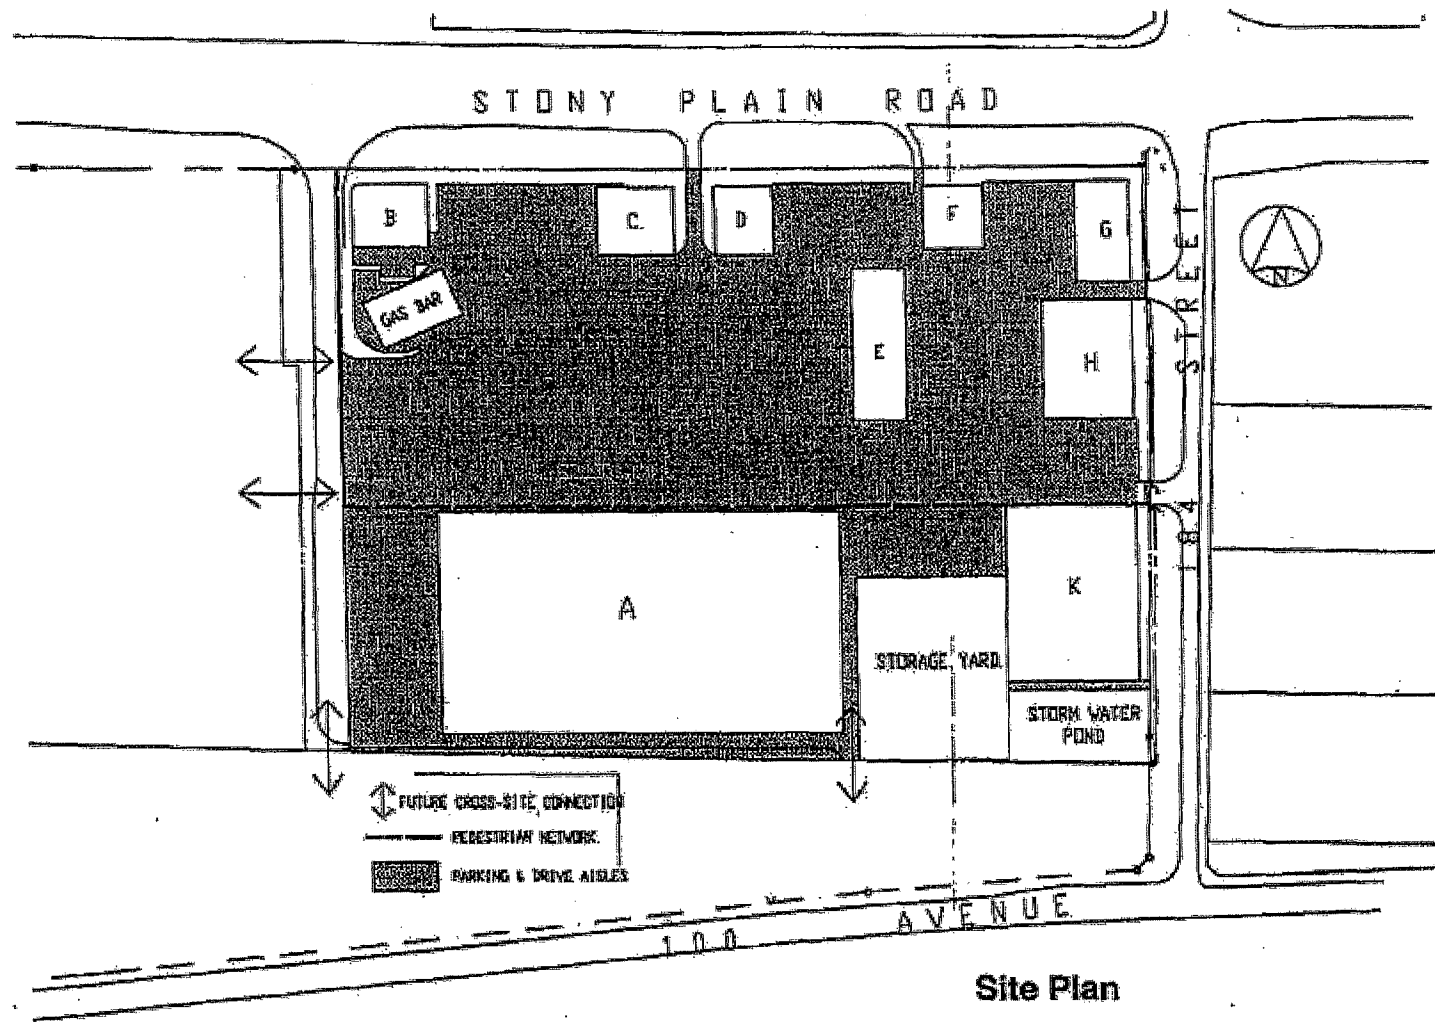 STONY PLAIN ROAD
B
C
D
F
G
GAS BAR
N
E
H
184 STREET
A
K
STORAGE YARD
STORM WATER
POND
FUTURE CROSS-SITE CONNECTION
PEDESTRIAN NETWORK
PARKING & DRIVE AISLES
100 AVENUE
Site Plan